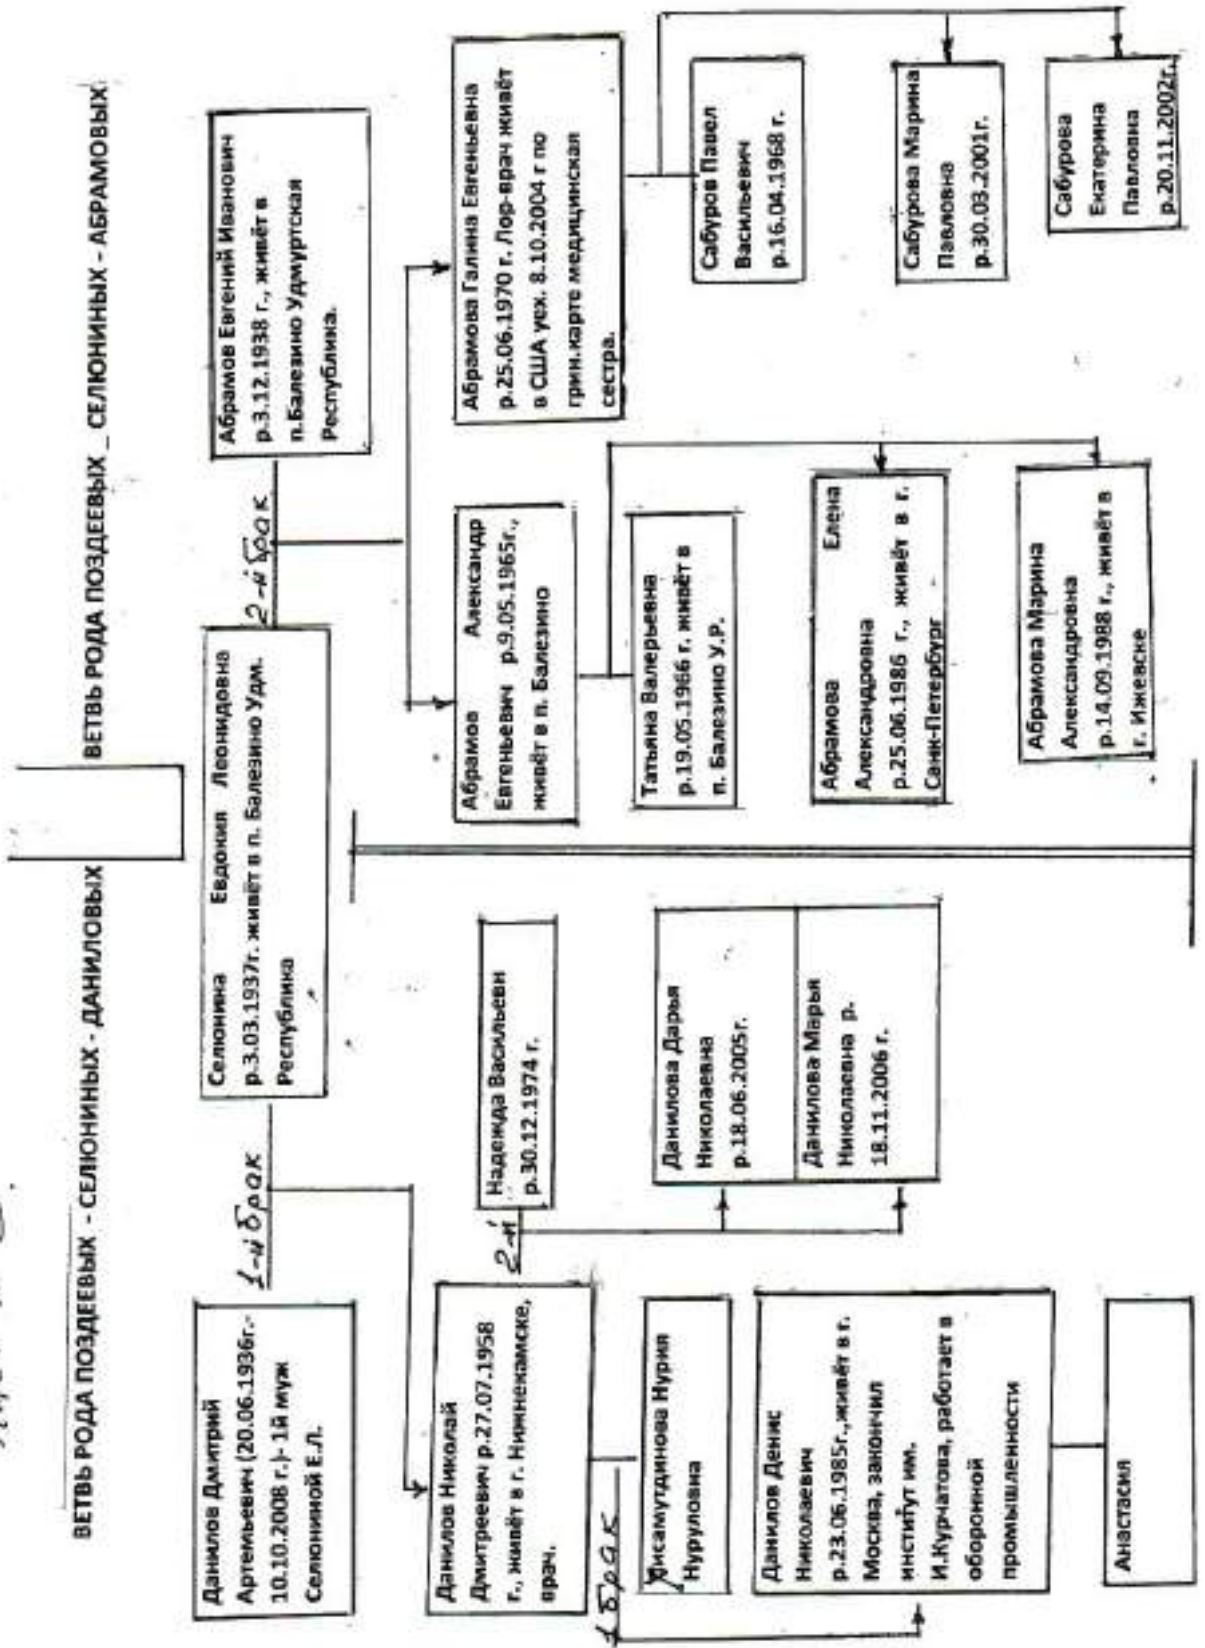 ВЕТВЬ РОДА ПОЗДЕЕВЫХ - СЕЛЮНИНЫХ - ДАНИЛОВЫХ
ВЕТВЬ РОДА ПОЗДЕЕВЫХ _ СЕЛЮНИНЫХ - АБРАМОВЫХ
Данилов Дмитрий
Артемьевич (20.06.1936г.-
10.10.2008 г.)- 1й муж
Селюниной Е.Л.
1-й брак
Селюнина Евдокия Леонидовна
р.3.03.1937г. живёт в п. Балезино Удм.
Республика
2-й брак
Абрамов Евгений Иванович
р.3.12.1938 г., живёт в
п.Балезино Удмуртская
Республика.
Данилов Николай
Дмитреевич р.27.07.1958
г., живёт в г. Нижнекамске,
врач.
2-й
Надежда Васильевн
р.30.12.1974 г.
Абрамов Александр
Евгеньевич р.9.05.1965г.,
живёт в п. Балезино
Абрамова Галина Евгеньевна
р.25.06.1970 г. Лор-врач живёт
в США уех. 8.10.2004 г по
грин.карте медицинская
сестра.
1 брак
Хисамутдинова Нурия
Нуруловна
Данилова Дарья
Николаевна
р.18.06.2005г.
Данилова Марья
Николаевна р.
18.11.2006 г.
Татьяна Валерьевна
р.19.05.1966 г. живёт в
п. Балезино У.Р.
Сабуров Павел
Васильевич
р.16.04.1968 г.
Данилов Денис
Николаевич
р.23.06.1985г.,живёт в г.
Москва, закончил
институт им.
И.Курчатова, работает в
оборонной
промышленности
Абрамова Елена
Александровна
р.25.06.1986 г., живёт в г.
Санк-Петербург
Сабурова Марина
Павловна
р.30.03.2001г.
Анастасия
Абрамова Марина
Александровна
р.14.09.1988 г., живёт в
г. Ижевске
Сабурова
Екатерина
Павловна
р.20.11.2002г.